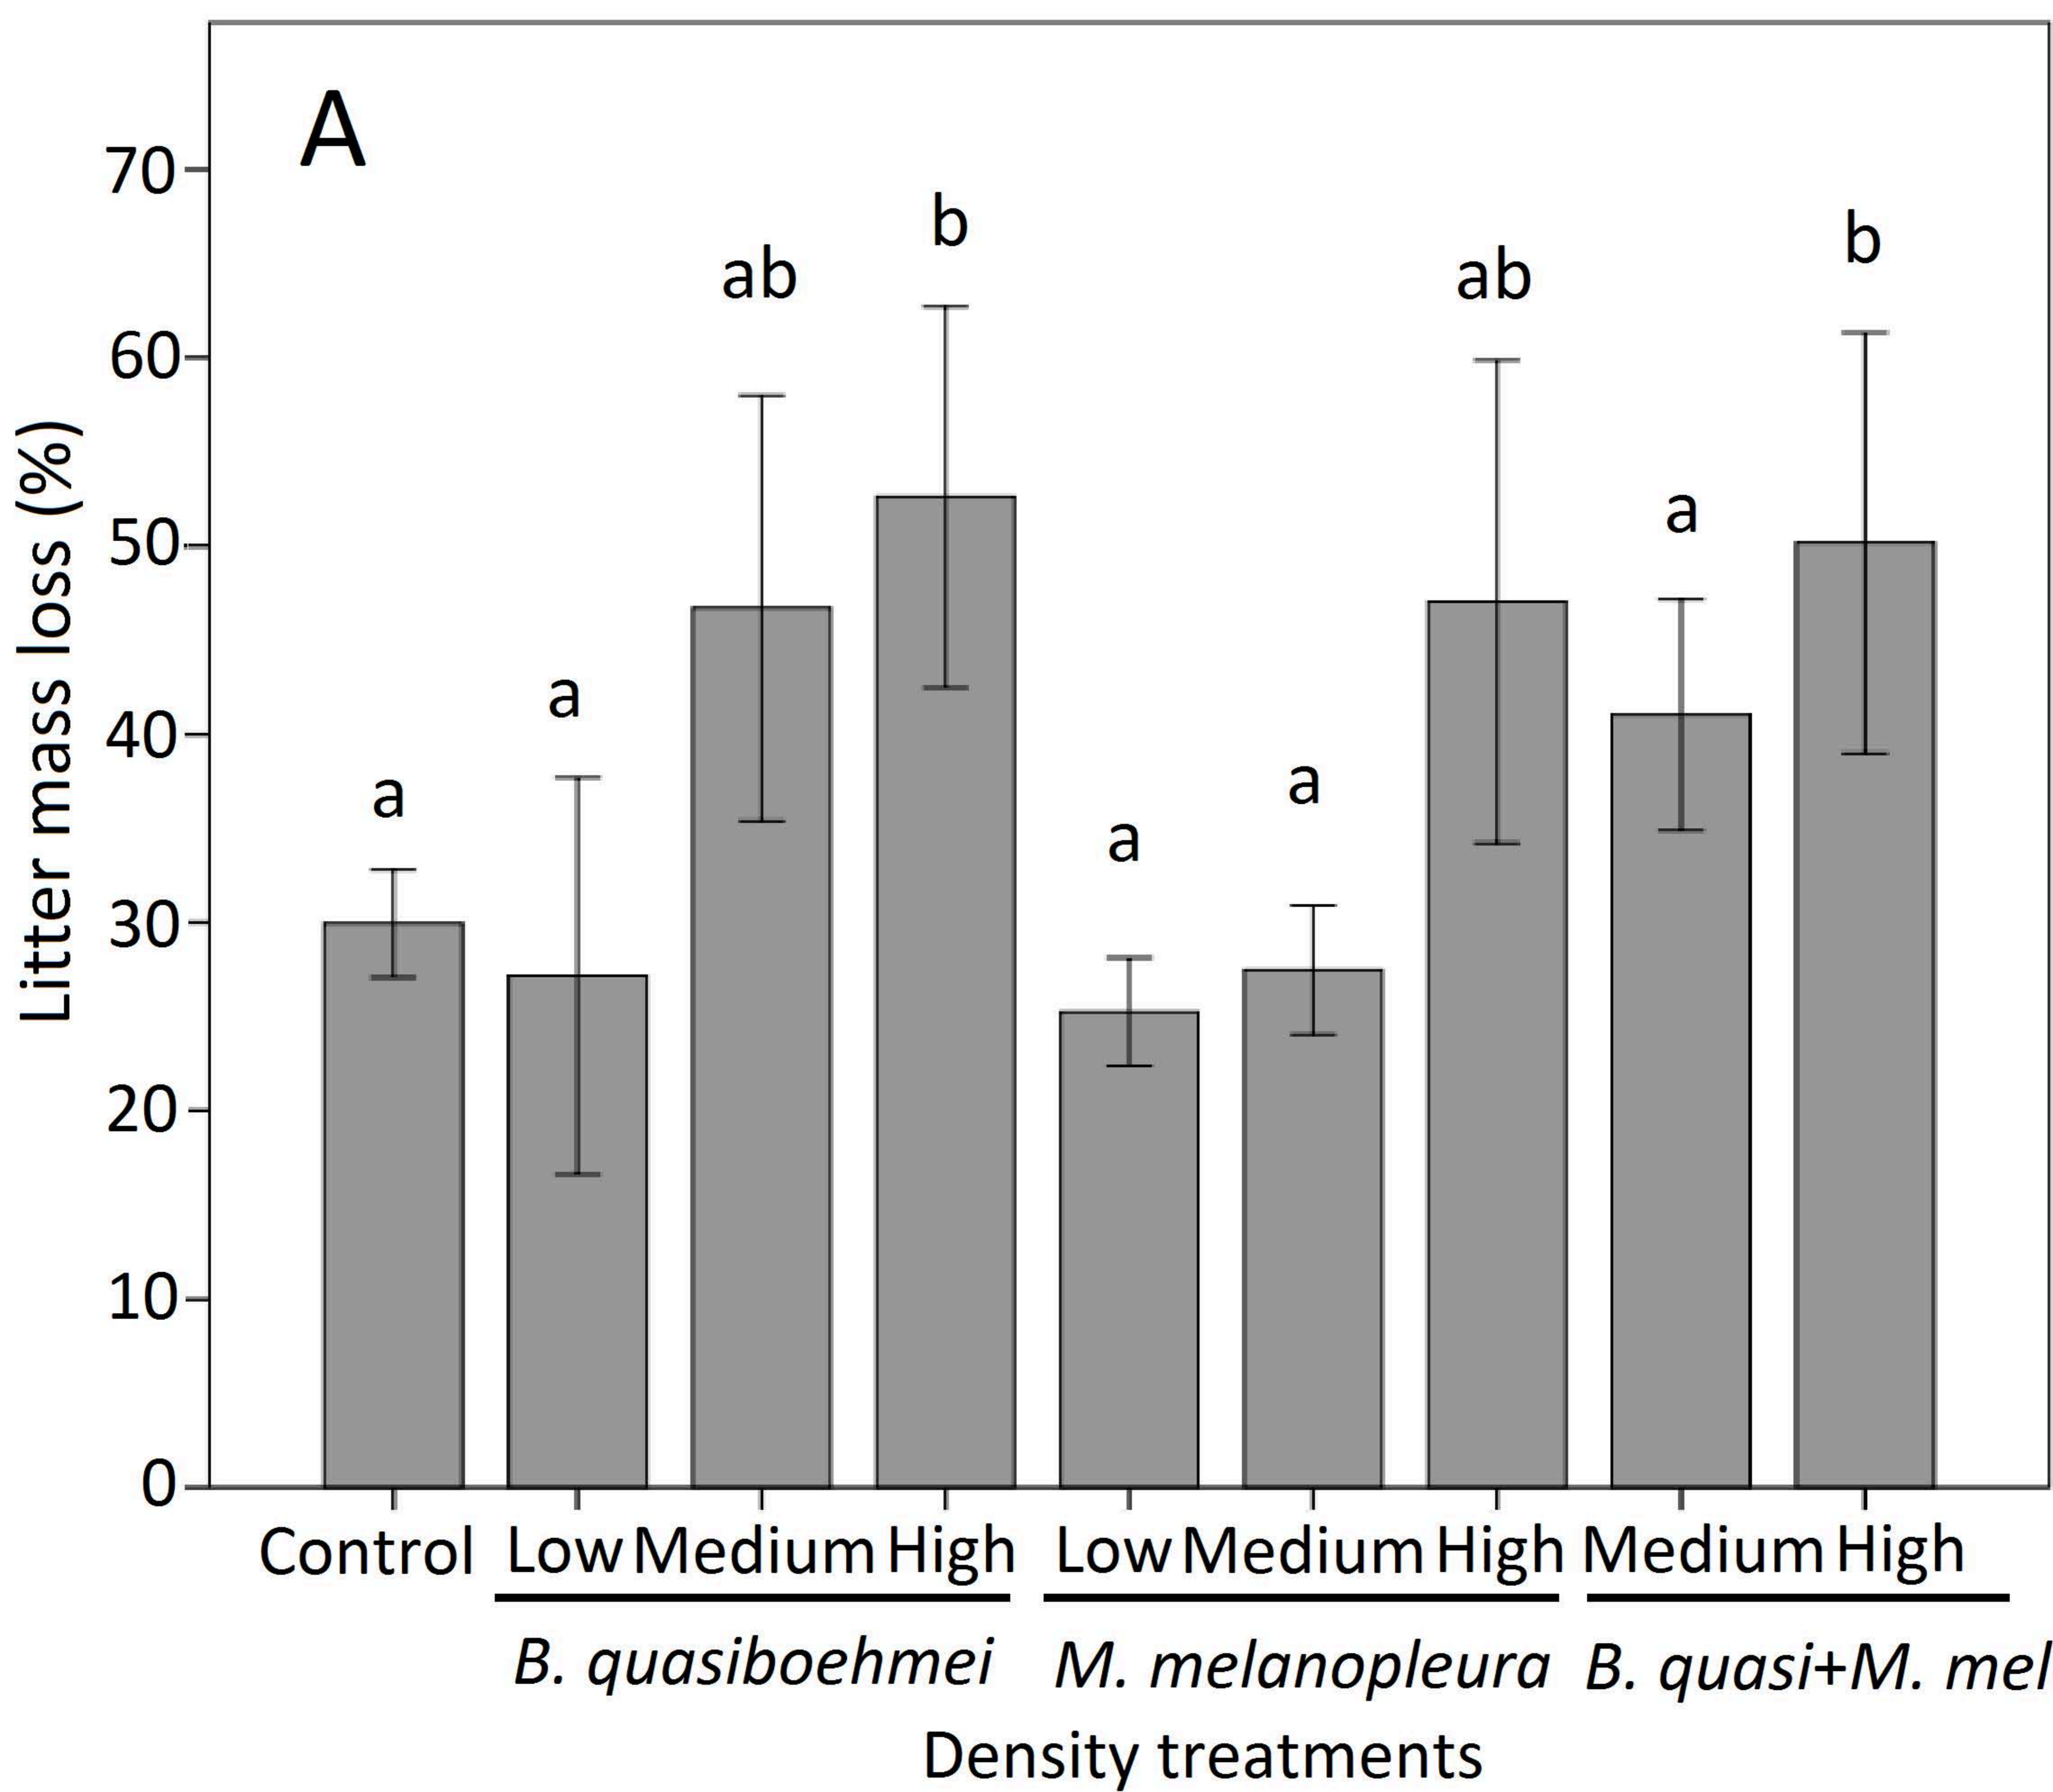 A
70
60
50
40
30
20
10
0
Litter mass loss (%)
a
a
ab
b
a
a
ab
a
b
Control Low Medium High Low Medium High Medium High
B. quasiboehmei M. melanopleura B. quasi+M. mel
Density treatments